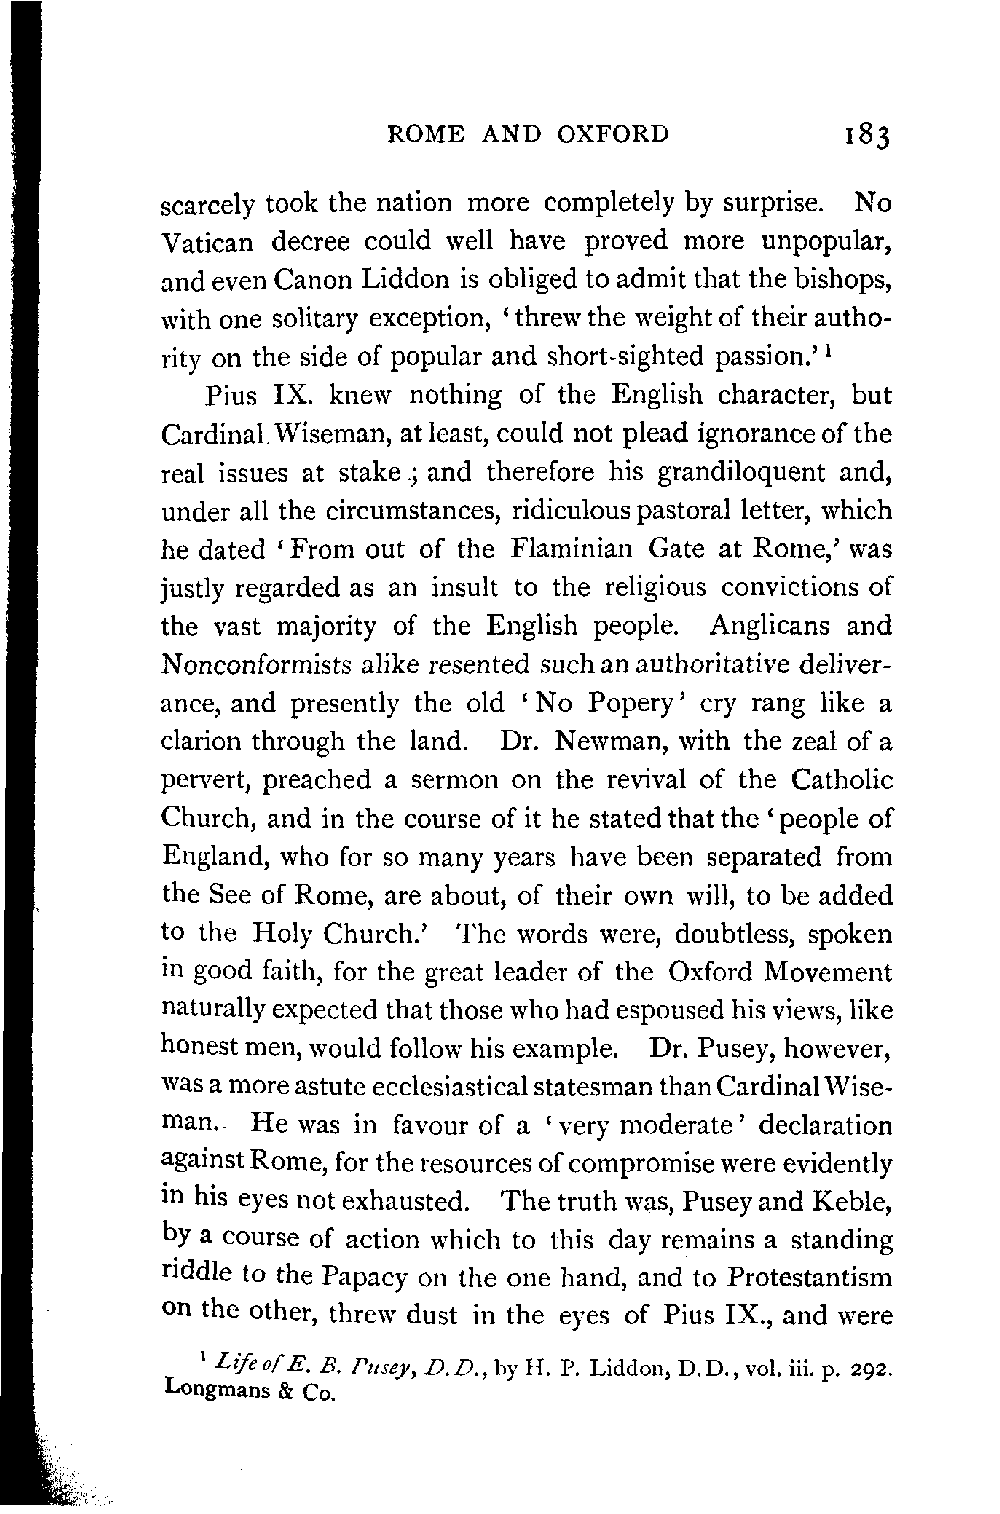 ROME AND OXFORD 183
scarcely took the nation more completely by surprise. No
Vatican decree could well have proved more unpopular,
and even Canon Liddon is obliged to admit that the bishops,
with one solitary exception, ‘threw the weight of their autho-
rity on the side of popular and short-sighted passion.’ ¹
Pius IX. knew nothing of the English character, but
Cardinal Wiseman, at least, could not plead ignorance of the
real issues at stake; and therefore his grandiloquent and,
under all the circumstances, ridiculous pastoral letter, which
he dated ‘From out of the Flaminian Gate at Rome,’ was
justly regarded as an insult to the religious convictions of
the vast majority of the English people. Anglicans and
Nonconformists alike resented such an authoritative deliver-
ance, and presently the old ‘No Popery’ cry rang like a
clarion through the land. Dr. Newman, with the zeal of a
pervert, preached a sermon on the revival of the Catholic
Church, and in the course of it he stated that the ‘people of
England, who for so many years have been separated from
the See of Rome, are about, of their own will, to be added
to the Holy Church.’ The words were, doubtless, spoken
in good faith, for the great leader of the Oxford Movement
naturally expected that those who had espoused his views, like
honest men, would follow his example. Dr. Pusey, however,
was a more astute ecclesiastical statesman than Cardinal Wise-
man. He was in favour of a ‘very moderate’ declaration
against Rome, for the resources of compromise were evidently
in his eyes not exhausted. The truth was, Pusey and Keble,
by a course of action which to this day remains a standing
riddle to the Papacy on the one hand, and to Protestantism
on the other, threw dust in the eyes of Pius IX., and were
¹ Life of E. B. Pusey, D.D., by H. P. Liddon, D.D., vol. iii. p. 292.
Longmans & Co.